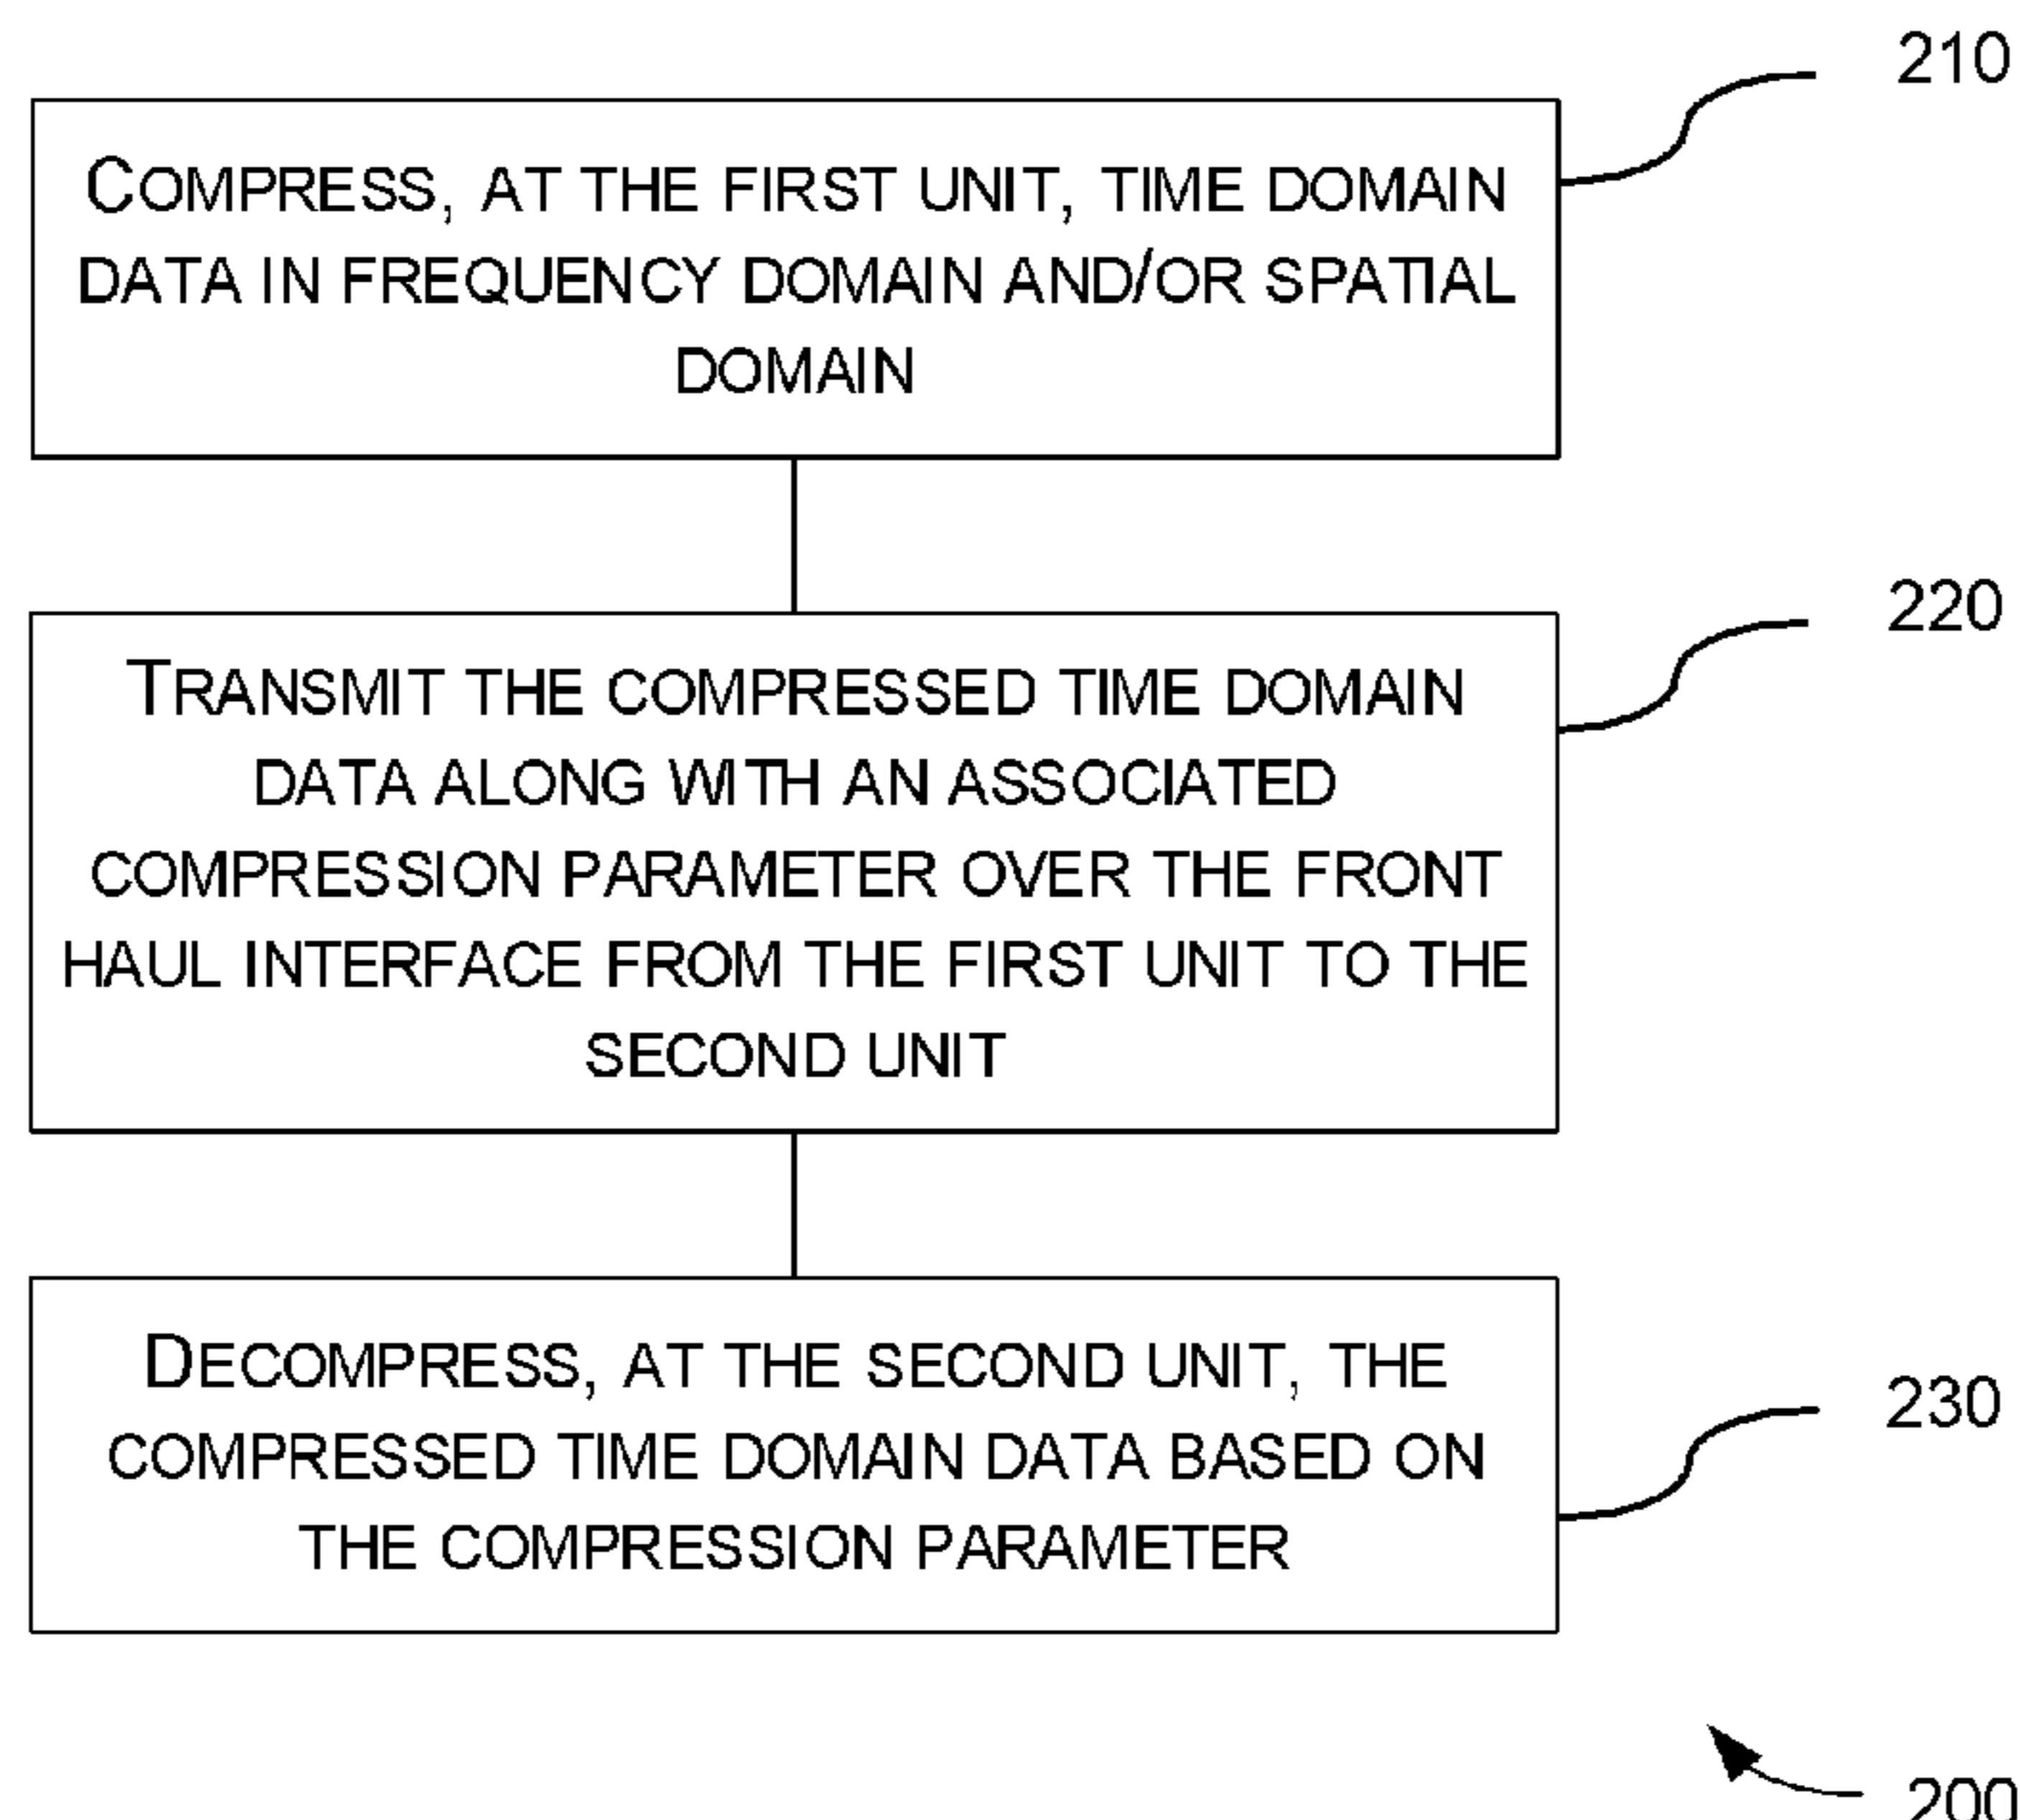 210
COMPRESS, AT THE FIRST UNIT, TIME DOMAIN
DATA IN FREQUENCY DOMAIN AND/OR SPATIAL
DOMAIN
220
TRANSMIT THE COMPRESSED TIME DOMAIN
DATA ALONG WITH AN ASSOCIATED
COMPRESSION PARAMETER OVER THE FRONT
HAUL INTERFACE FROM THE FIRST UNIT TO THE
SECOND UNIT
DECOMPRESS, AT THE SECOND UNIT, THE
230
COMPRESSED TIME DOMAIN DATA BASED ON
THE COMPRESSION PARAMETER
200